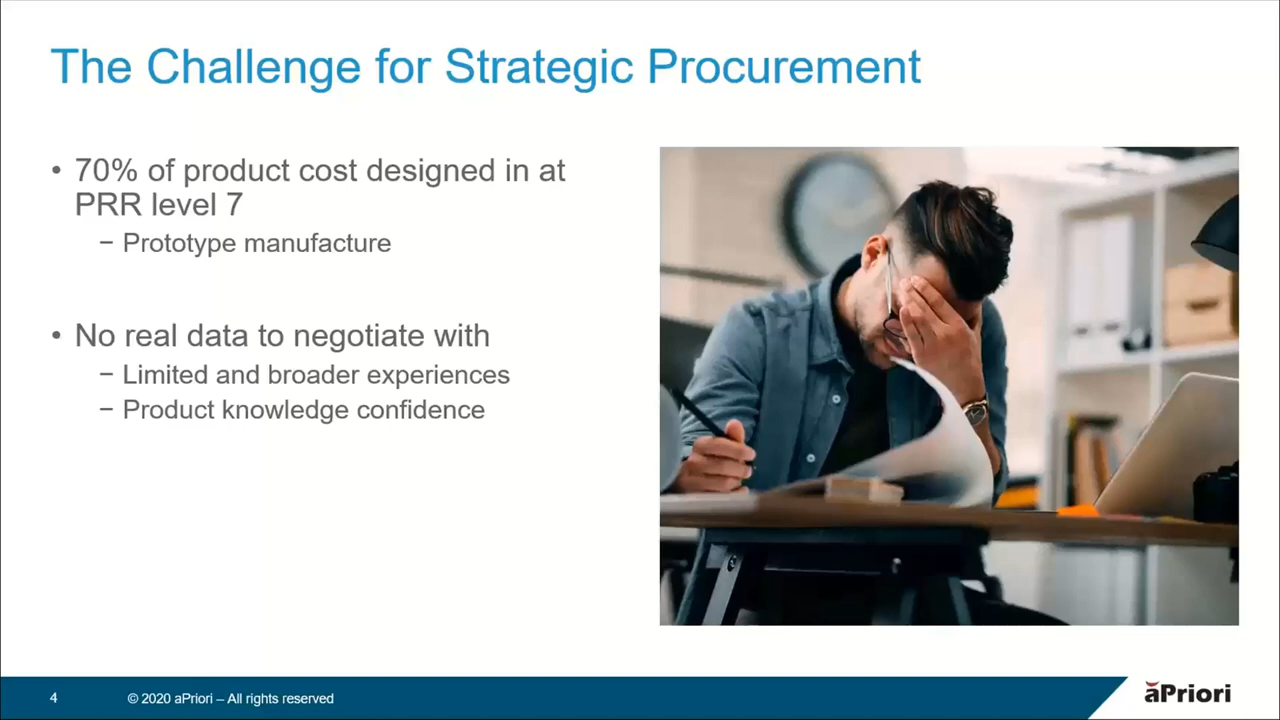 The Challenge for Strategic Procurement
• 70% of product cost designed in at
PRR level 7
− Prototype manufacture
• No real data to negotiate with
− Limited and broader experiences
− Product knowledge confidence
4
© 2020 aPriori – All rights reserved
aPriori